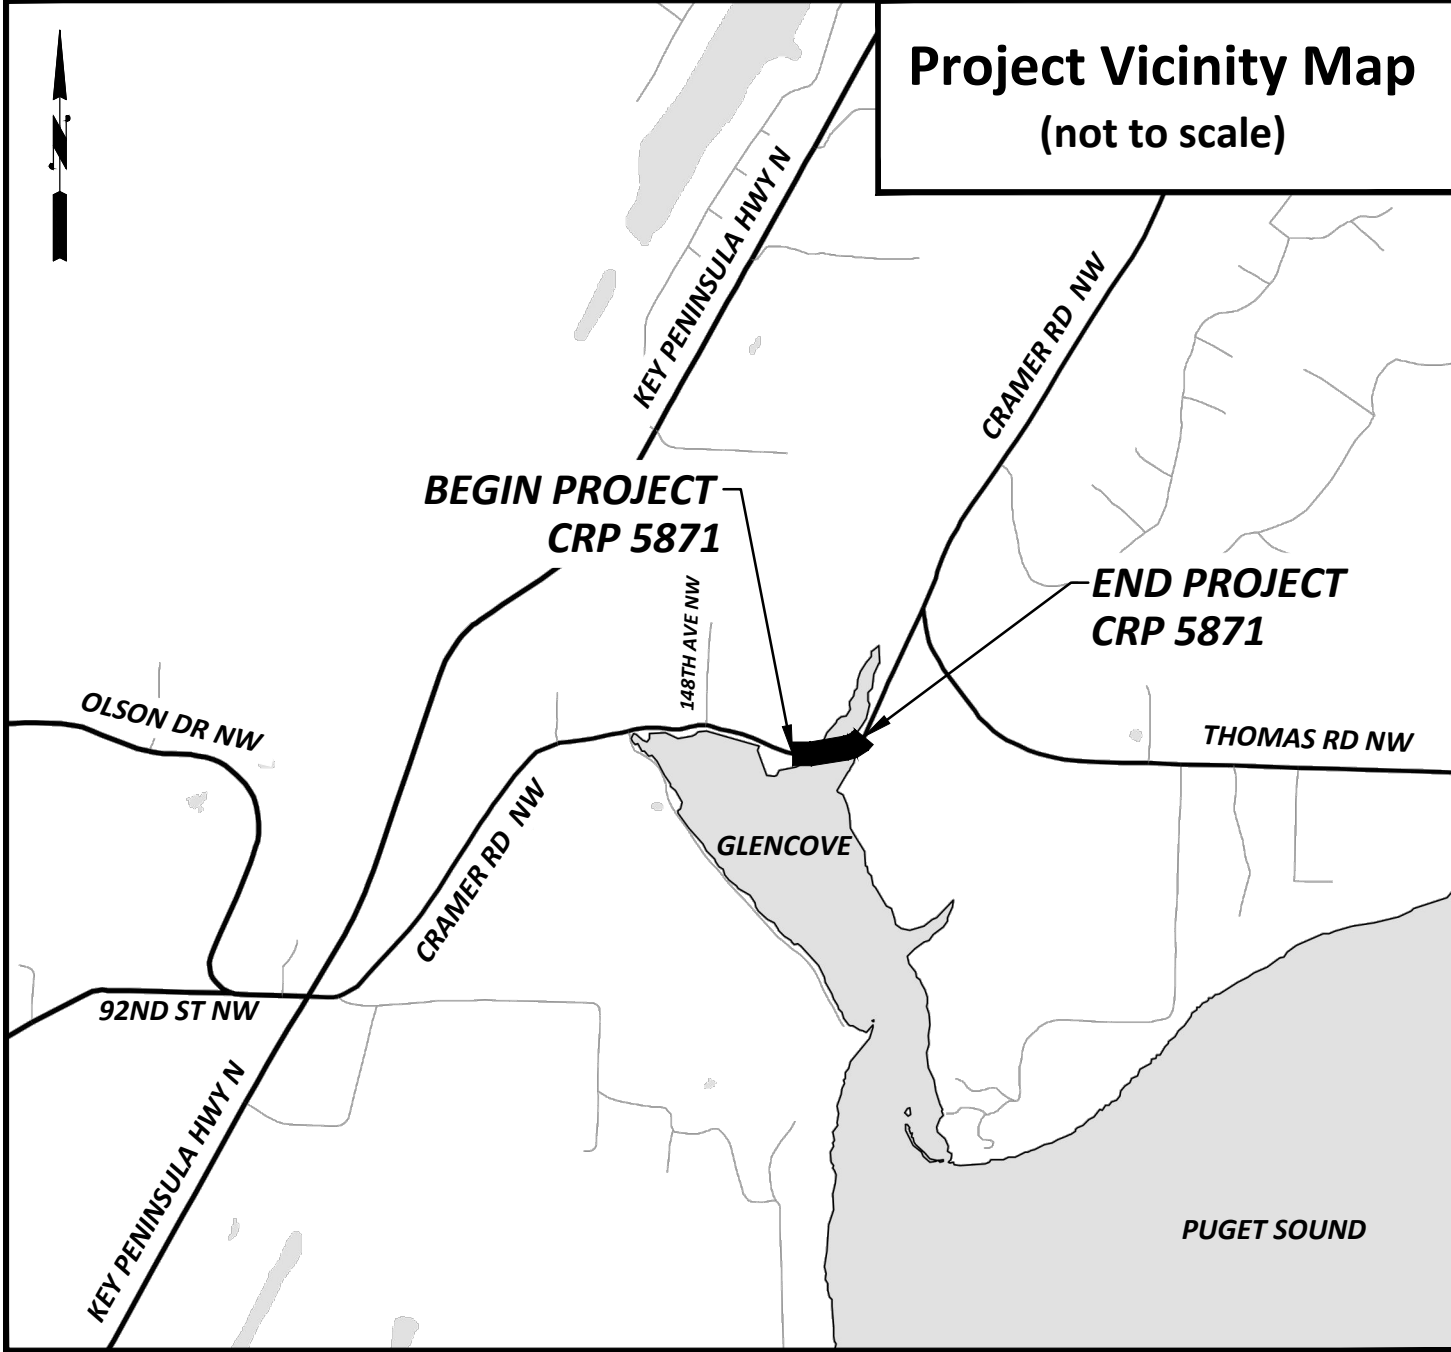 Project Vicinity Map
(not to scale)
N
KEY PENINSULA HWY N
CRAMER RD NW
BEGIN PROJECT
CRP 5871
END PROJECT
CRP 5871
148TH AVE NW
OLSON DR NW
THOMAS RD NW
CRAMER RD NW
GLENCOVE
92ND ST NW
KEY PENINSULA HWY N
PUGET SOUND